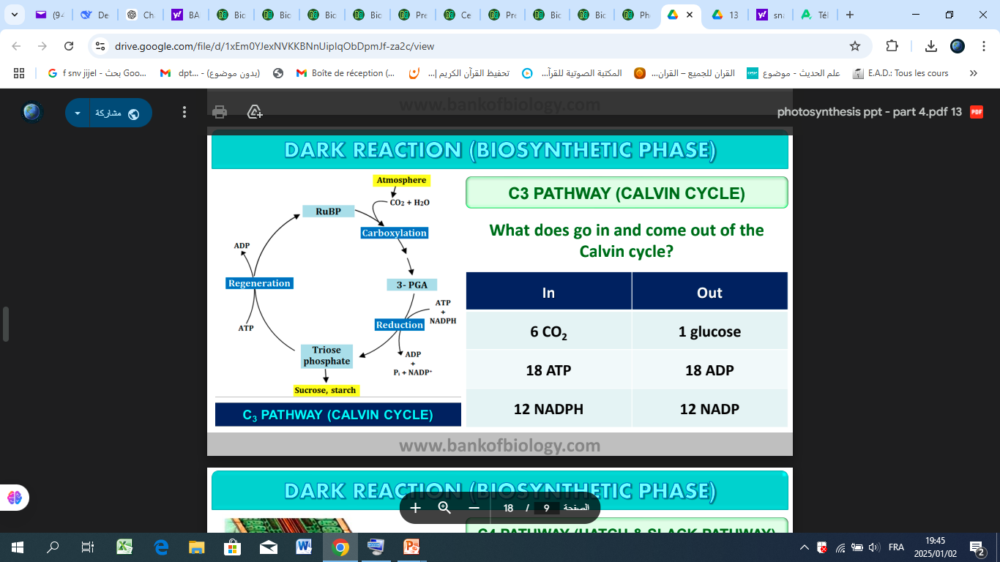 (94
De
Ch
BA
Bio
Bio
Bio
Bio
Pre
Ce
Pre
Bio
Bio
Pho
13
sn
Tél
drive.google.com/file/d/1xEm0YJexNVKKBNnUipIqObDpmJf-za2c/view
f snv jijel - بحث Goo...
dpt... - (بدون موضوع)
Boîte de réception (...
تحفيظ القرآن الكريم |...
المكتبة الصوتية للقرآ...
القران للجميع – القران...
علم الحديث - موضوع
E.A.D.: Tous les cours
مشاركة
www.bankofbiology.com
photosynthesis ppt - part 4.pdf 13
PDF
DARK REACTION (BIOSYNTHETIC PHASE)
Atmosphere
CO2 + H2O
RuBP
Carboxylation
ADP
Regeneration
3- PGA
ATP
+
NADPH
Reduction
ATP
Triose
phosphate
ADP
+
Pi + NADP+
Sucrose, starch
C3 PATHWAY (CALVIN CYCLE)
C3 PATHWAY (CALVIN CYCLE)
What does go in and come out of the
Calvin cycle?
In Out
6 CO2 1 glucose
18 ATP 18 ADP
12 NADPH 12 NADP
www.bankofbiology.com
DARK REACTION (BIOSYNTHETIC PHASE)
C4 PATHWAY (HATCH & SLACK PATHWAY)
الصفحة 9 / 18
FRA
19:45
2025/01/02
2